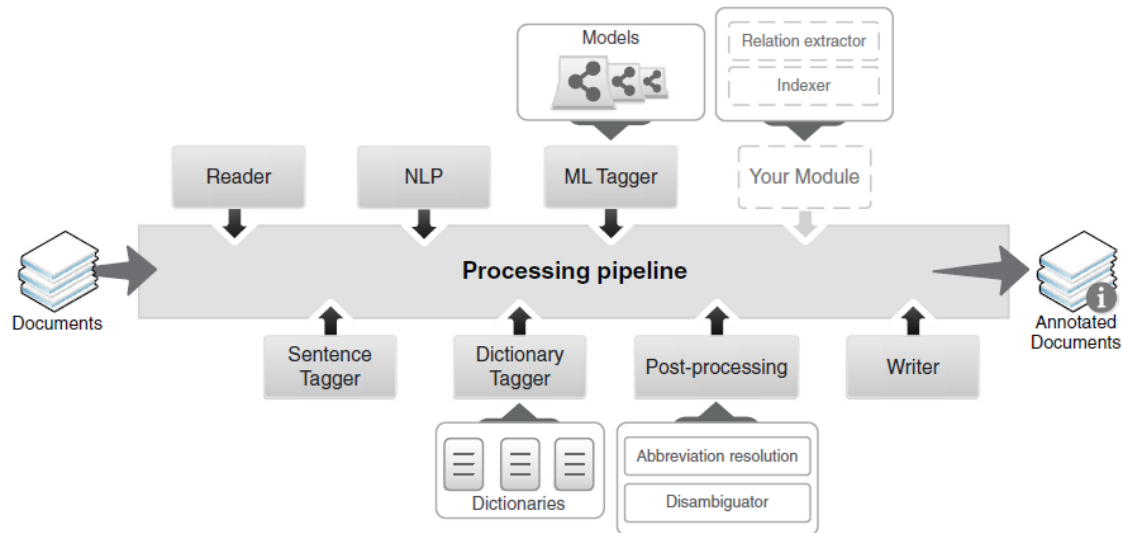 Models
Relation extractor
Indexer
Reader
NLP
ML Tagger
Your Module
Processing pipeline
Documents
Annotated
Documents
Sentence
Tagger
Dictionary
Tagger
Post-processing
Writer
Dictionaries
Abbreviation resolution
Disambiguator